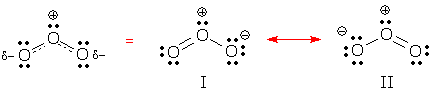 ⊕ ⊕ ⊕
δ– O O O δ– = O O O ⊖ ↔ ⊖ O O O
I II